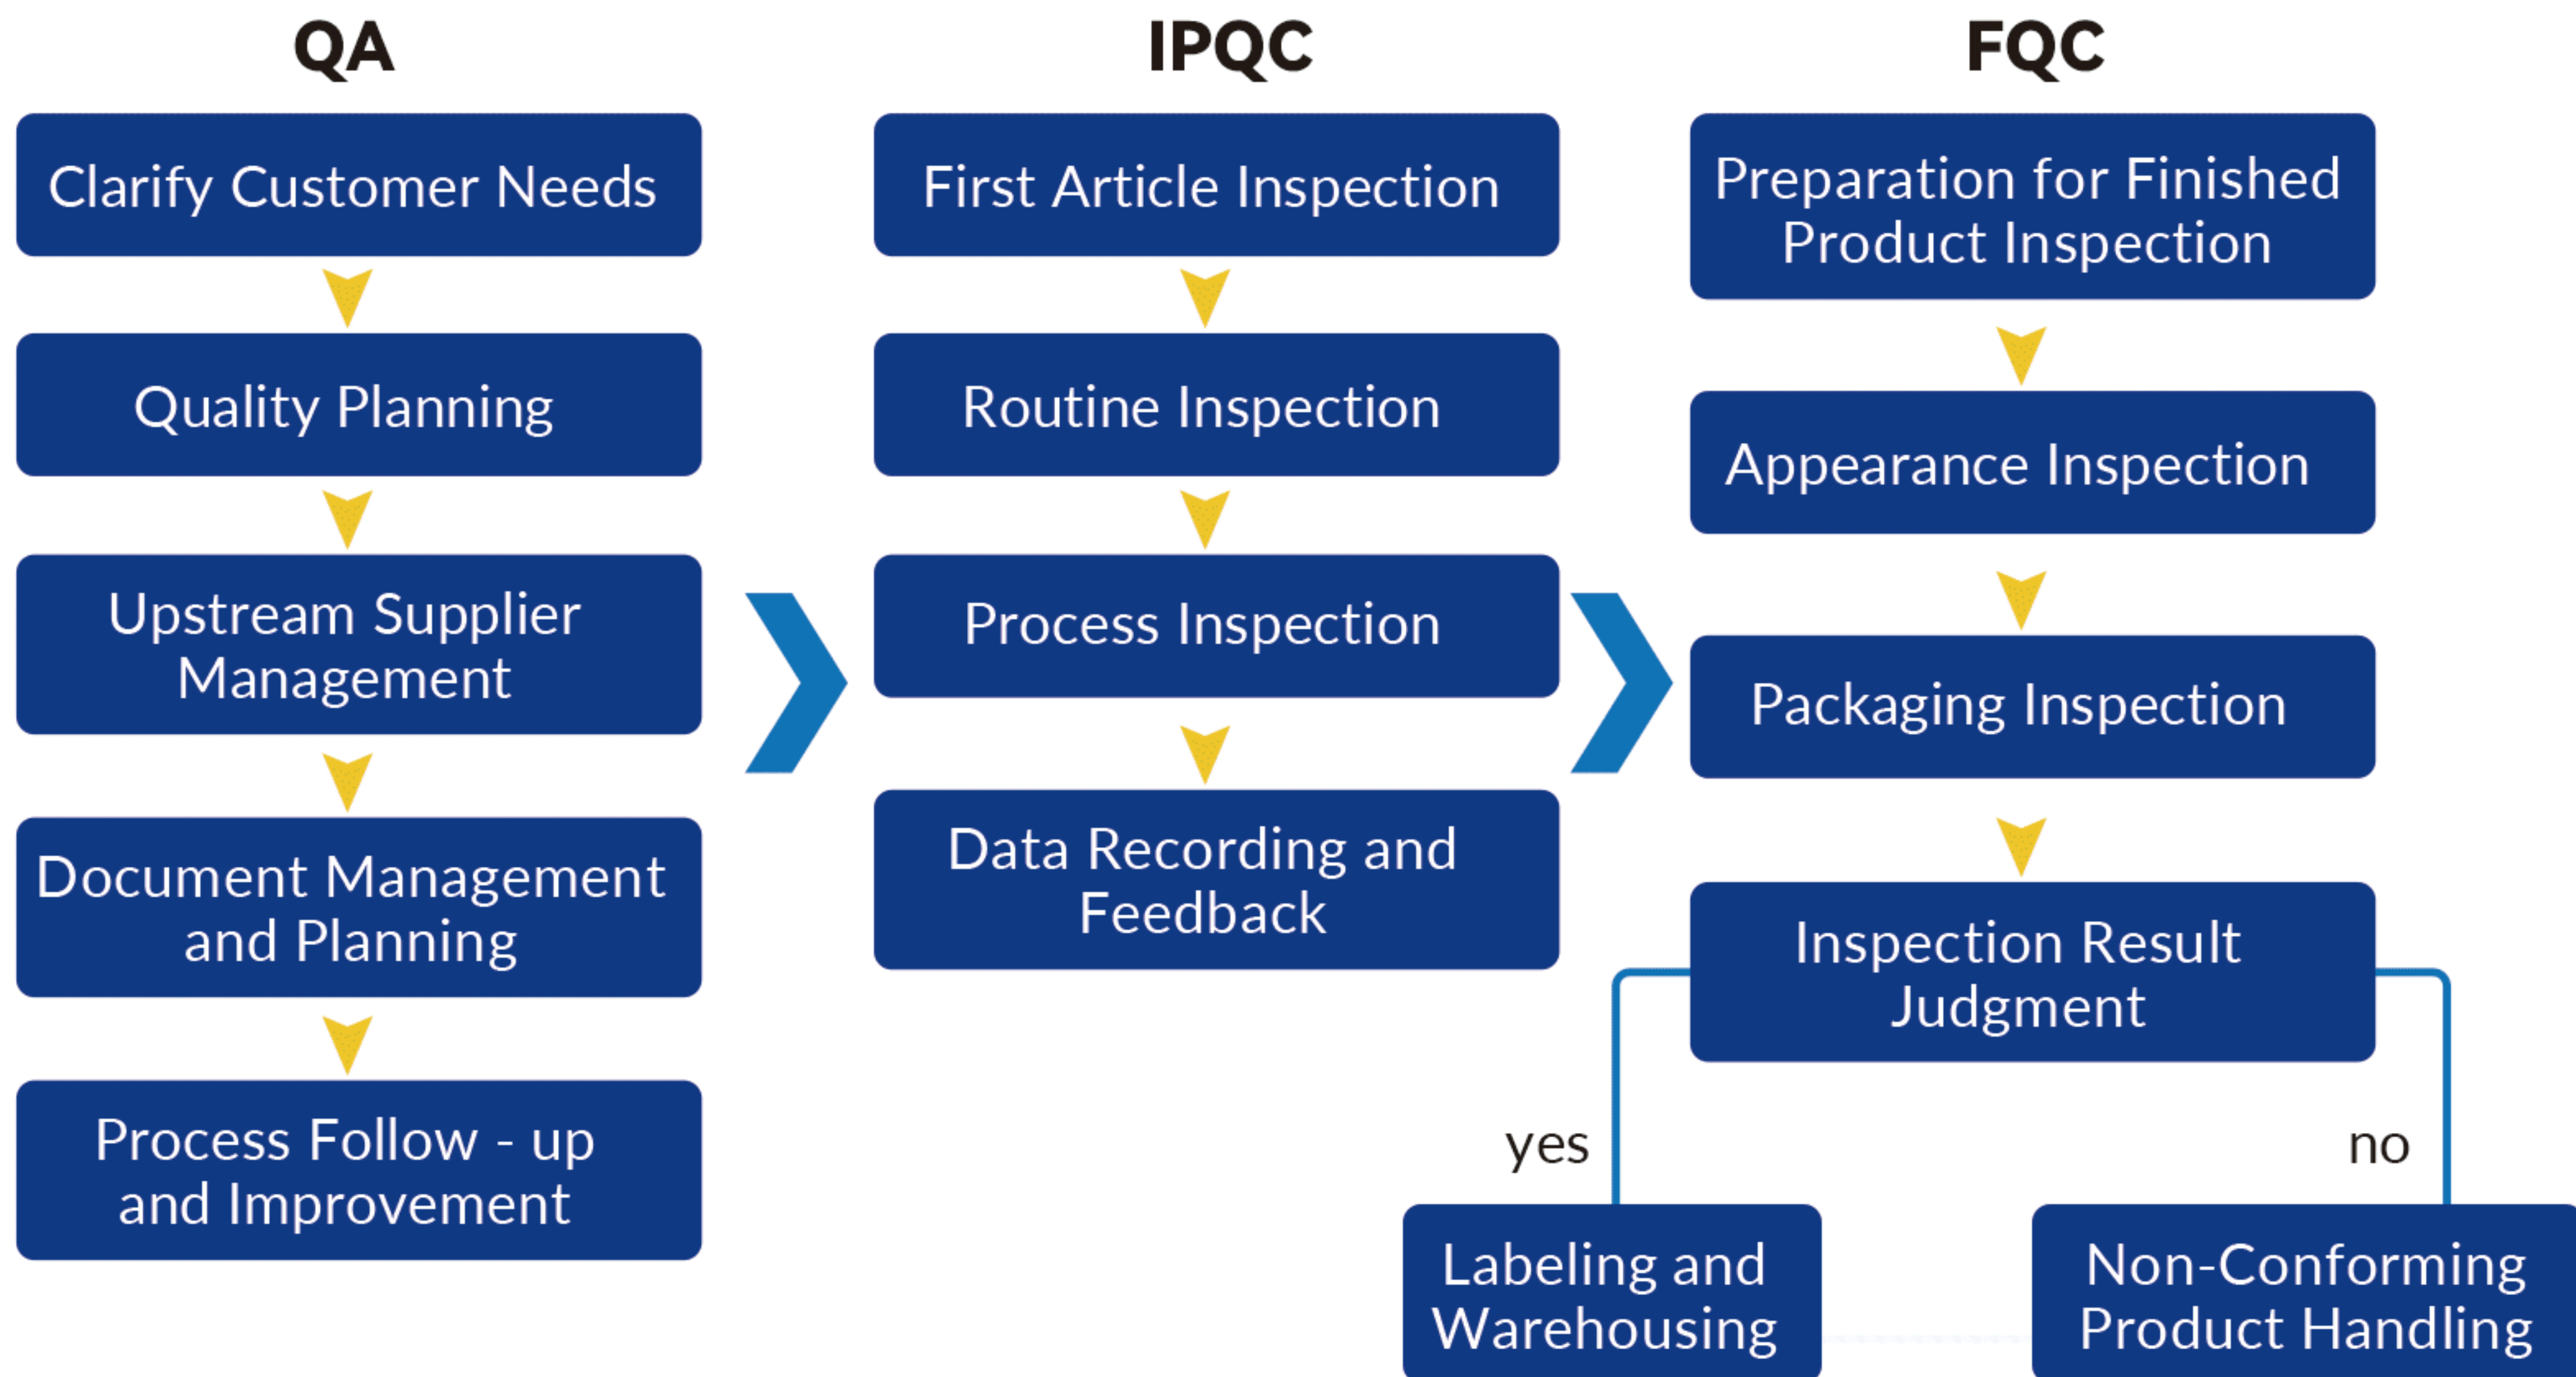 QA
Clarify Customer Needs
Quality Planning
Upstream Supplier
Management
Document Management
and Planning
Process Follow - up
and Improvement
IPQC
First Article Inspection
Routine Inspection
Process Inspection
Data Recording and
Feedback
FQC
Preparation for Finished
Product Inspection
Appearance Inspection
Packaging Inspection
Inspection Result
Judgment
yes
no
Labeling and
Warehousing
Non-Conforming
Product Handling